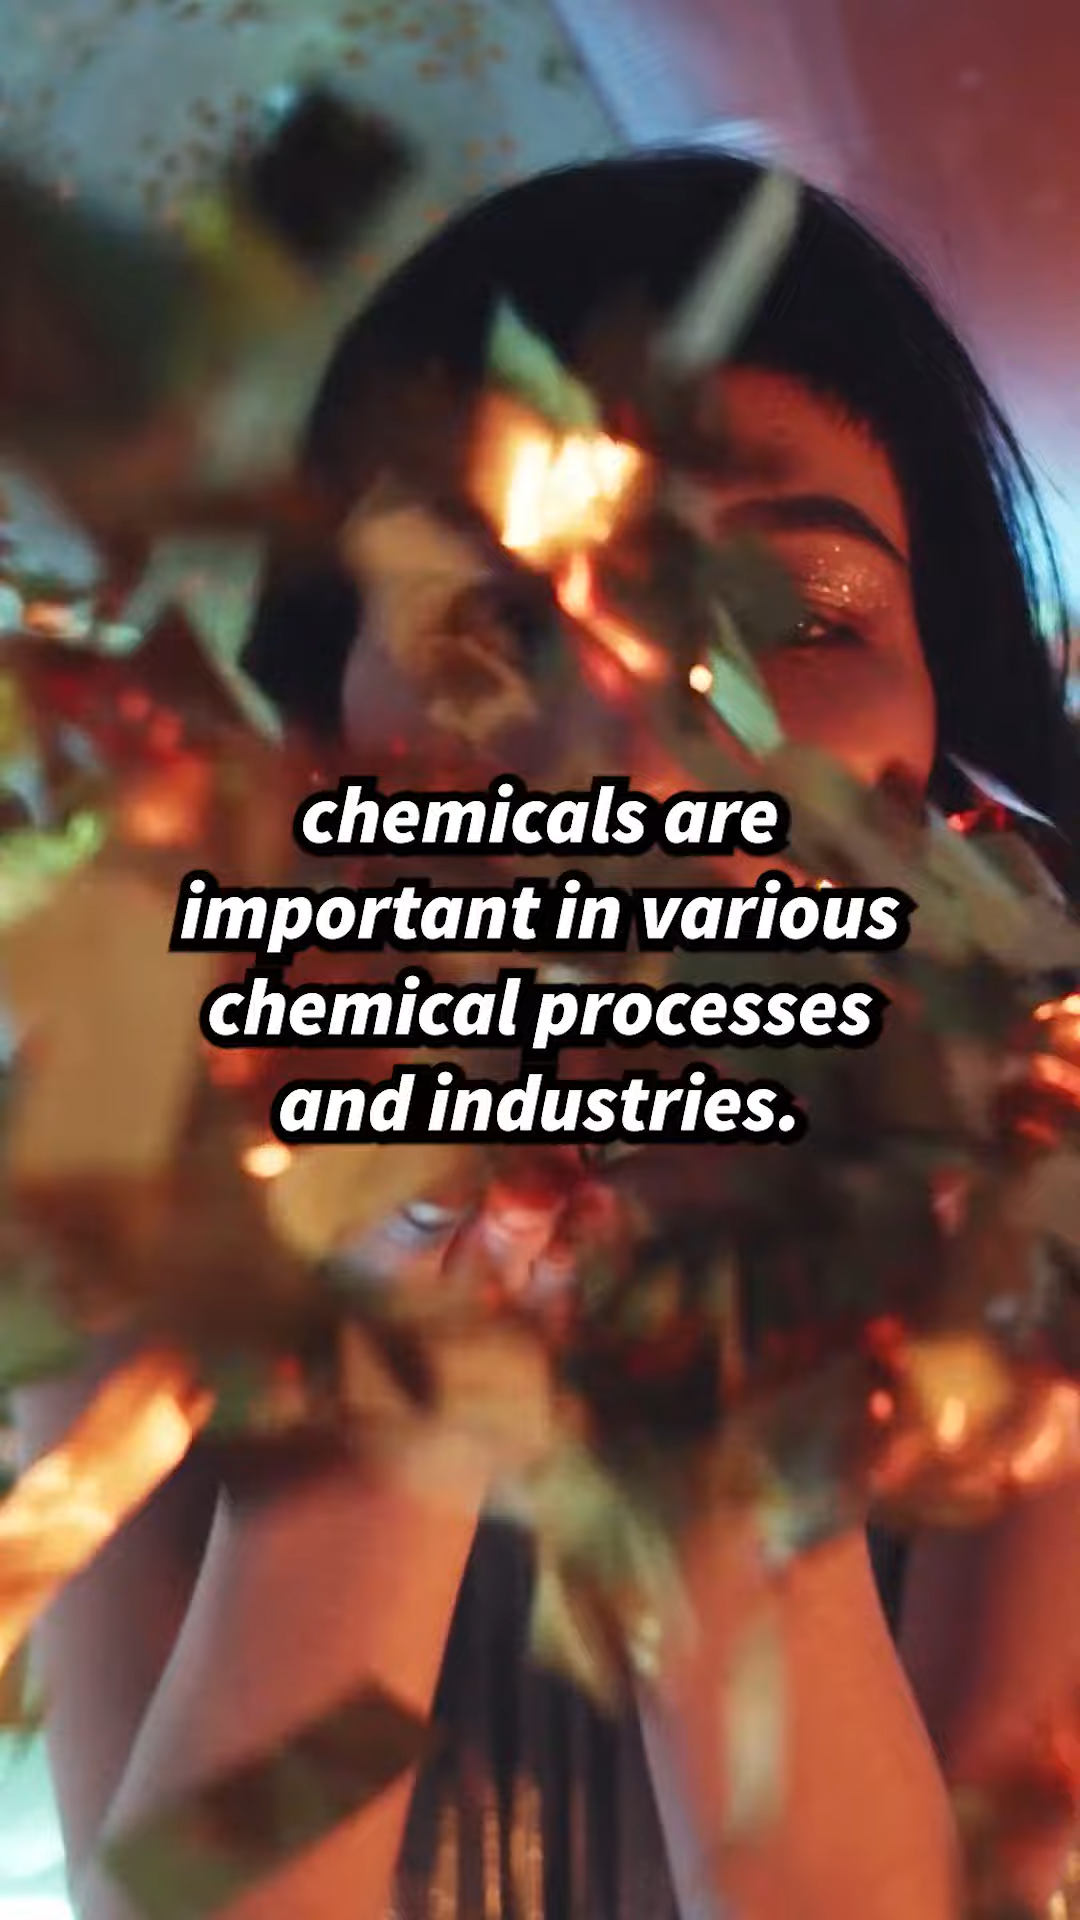 chemicals are
important in various
chemical processes
and industries.